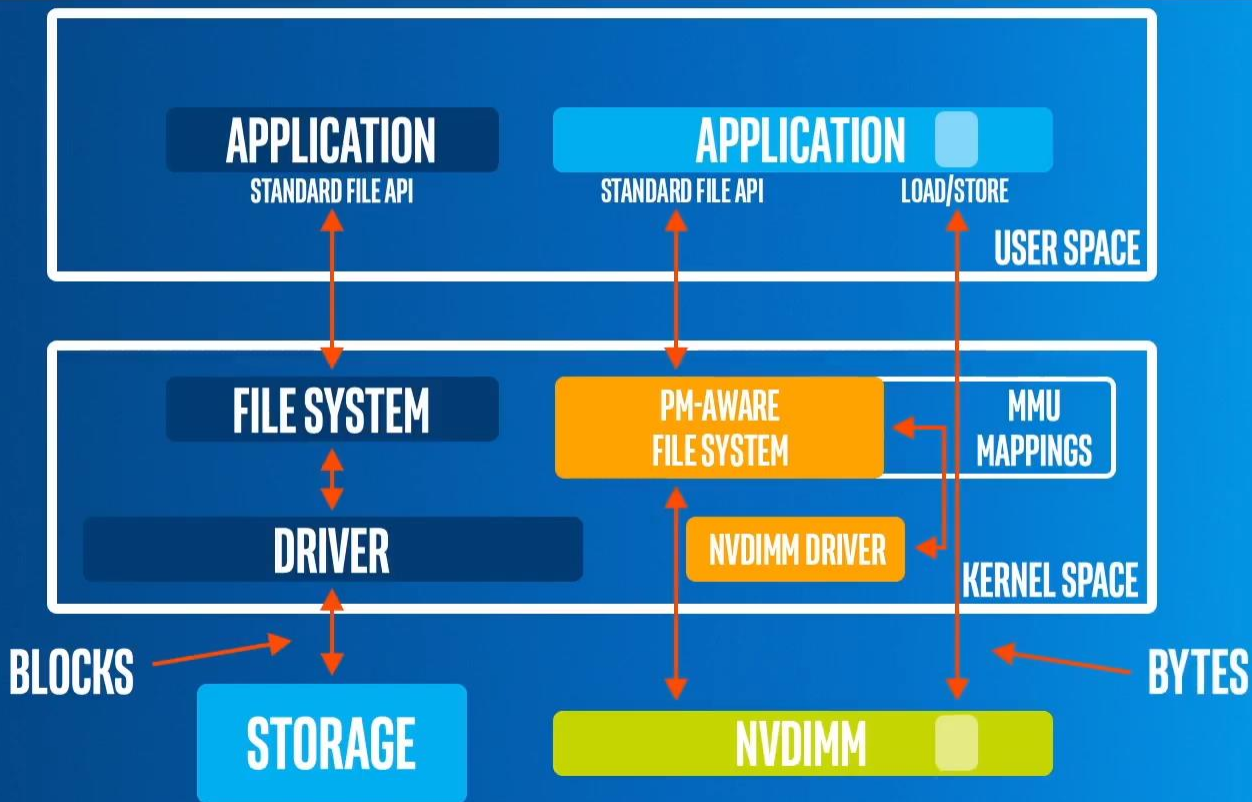 APPLICATION
APPLICATION
STANDARD FILE API
STANDARD FILE API
LOAD/STORE
USER SPACE
FILE SYSTEM
PM-AWARE
FILE SYSTEM
MMU
MAPPINGS
DRIVER
NVDIMM DRIVER
KERNEL SPACE
BLOCKS
BYTES
STORAGE
NVDIMM